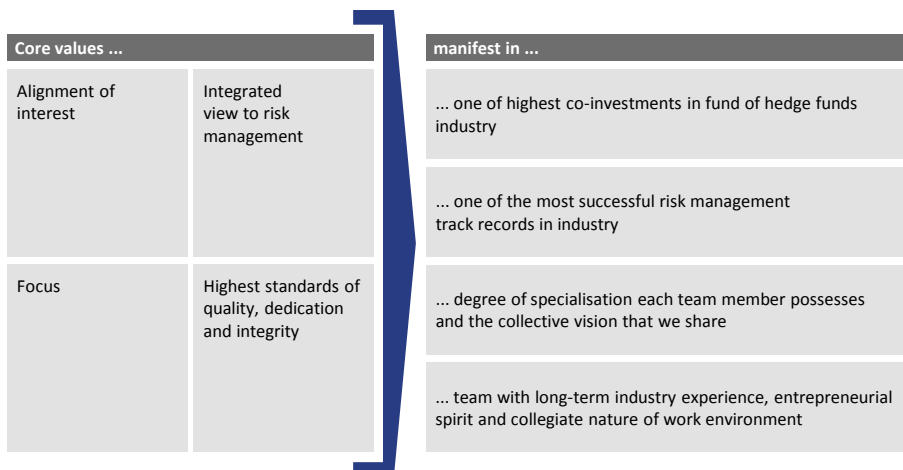 Core values ...
Alignment of
interest
Integrated
view to risk
management
Focus
Highest standards of
quality, dedication
and integrity
manifest in ...
... one of highest co-investments in fund of hedge funds
industry
... one of the most successful risk management
track records in industry
... degree of specialisation each team member possesses
and the collective vision that we share
... team with long-term industry experience, entrepreneurial
spirit and collegiate nature of work environment